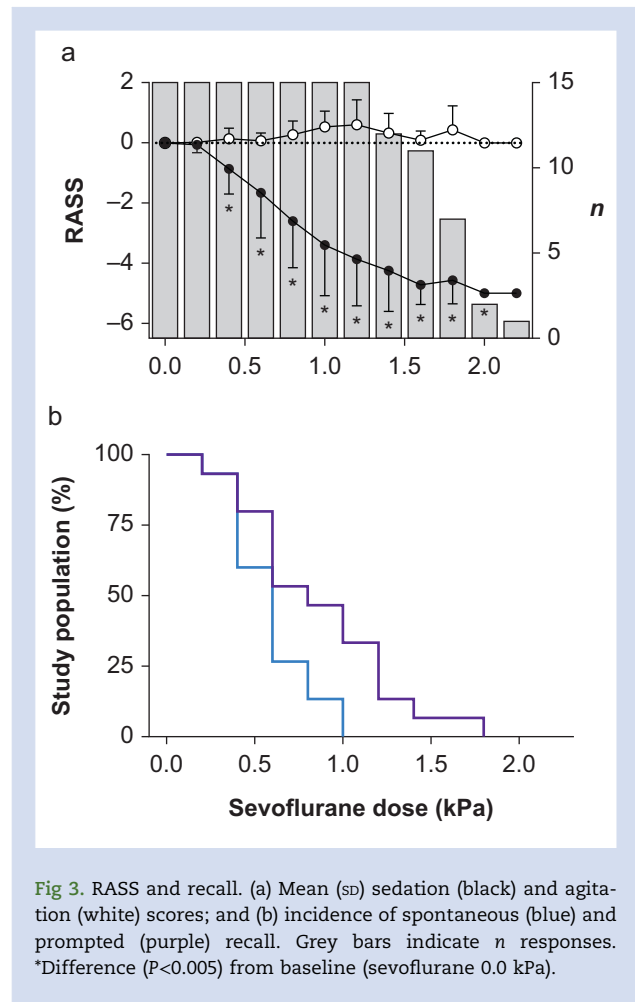 a
2
0
−2
−4
−6
RASS
15
10
5
0
n
* * * * * * * * *
0.0 0.5 1.0 1.5 2.0
b
100
75
50
25
0
Study population (%)
0.0 0.5 1.0 1.5 2.0
Sevoflurane dose (kPa)
Fig 3. RASS and recall. (a) Mean (SD) sedation (black) and agita-
tion (white) scores; and (b) incidence of spontaneous (blue) and
prompted (purple) recall. Grey bars indicate n responses.
*Difference (P<0.005) from baseline (sevoflurane 0.0 kPa).